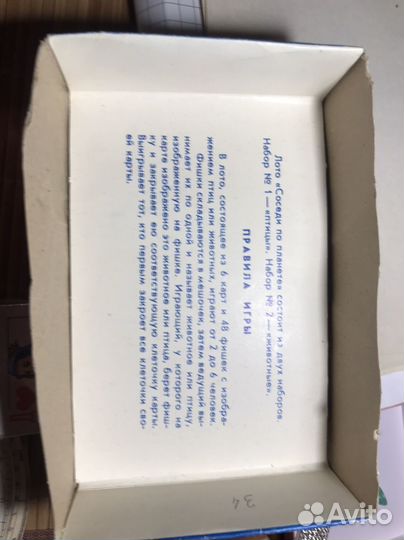 Лото «Соседи по планете» состоит из двух наборов.
Набор № 1 — «птицы». Набор № 2 — «животные».
ПРАВИЛА ИГРЫ
В лото, состоящее из 6 карт и 48 фишек с изобра-
жением птиц или животных, играют от 2 до 6 человек.
Фишки складываются в мешочек, затем ведущий вы-
нимает их по одной и называет животное или птицу,
изображенную на фишке. Играющий, у которого на
карте изображено это животное или птица, берет фиш-
ку и закрывает ею соответствующую клеточку карты.
Выигрывает тот, кто первым закроет все клеточки сво-
ей карты.
34
Avito